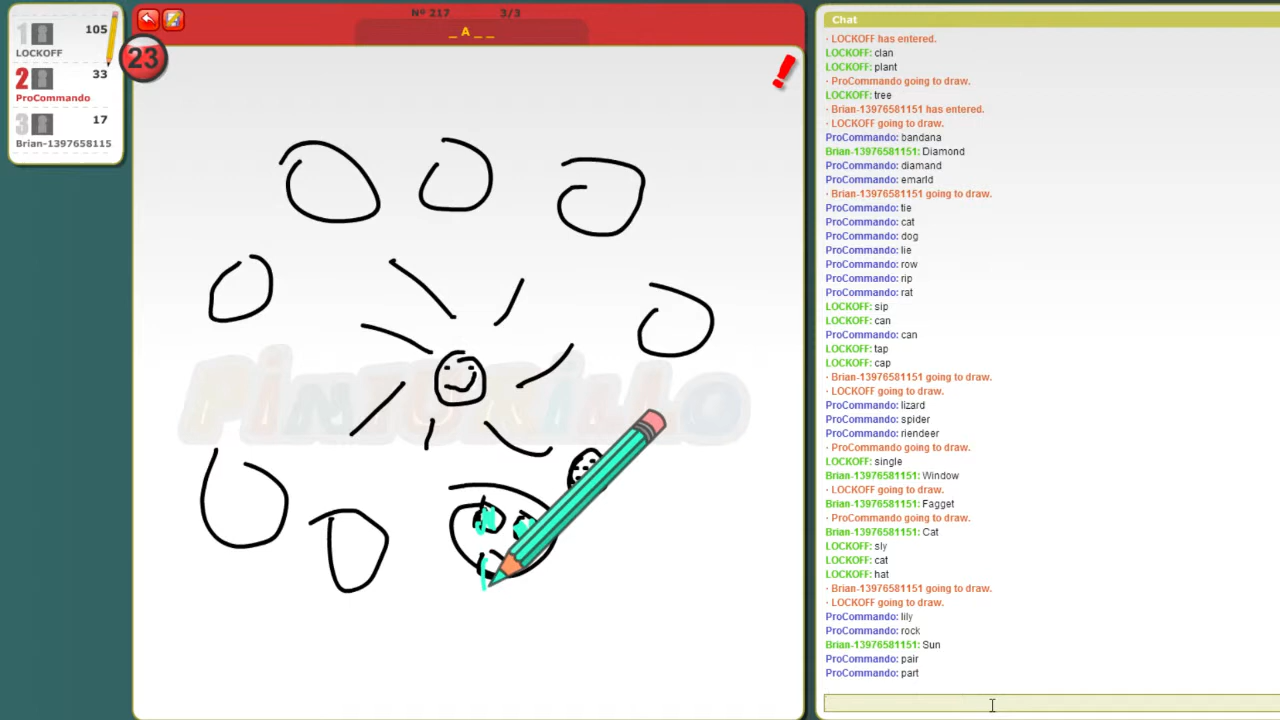 1
105
LOCKOFF
2
33
ProCommando
3
17
Brian-1397658115
23
Nº 217
3/3
_ A _ _
!
Chat
· LOCKOFF has entered.
LOCKOFF: clan
LOCKOFF: plant
· ProCommando going to draw.
LOCKOFF: tree
· Brian-13976581151 has entered.
· LOCKOFF going to draw.
ProCommando: bandana
Brian-13976581151: Diamond
ProCommando: diamand
ProCommando: emarld
· Brian-13976581151 going to draw.
ProCommando: tie
ProCommando: cat
ProCommando: dog
ProCommando: lie
ProCommando: row
ProCommando: rip
ProCommando: rat
LOCKOFF: sip
LOCKOFF: can
ProCommando: can
LOCKOFF: tap
LOCKOFF: cap
· Brian-13976581151 going to draw.
· LOCKOFF going to draw.
ProCommando: lizard
ProCommando: spider
ProCommando: riendeer
· ProCommando going to draw.
LOCKOFF: single
Brian-13976581151: Window
· LOCKOFF going to draw.
Brian-13976581151: Fagget
· ProCommando going to draw.
Brian-13976581151: Cat
LOCKOFF: sly
LOCKOFF: cat
LOCKOFF: hat
· Brian-13976581151 going to draw.
· LOCKOFF going to draw.
ProCommando: lily
ProCommando: rock
Brian-13976581151: Sun
ProCommando: pair
ProCommando: part